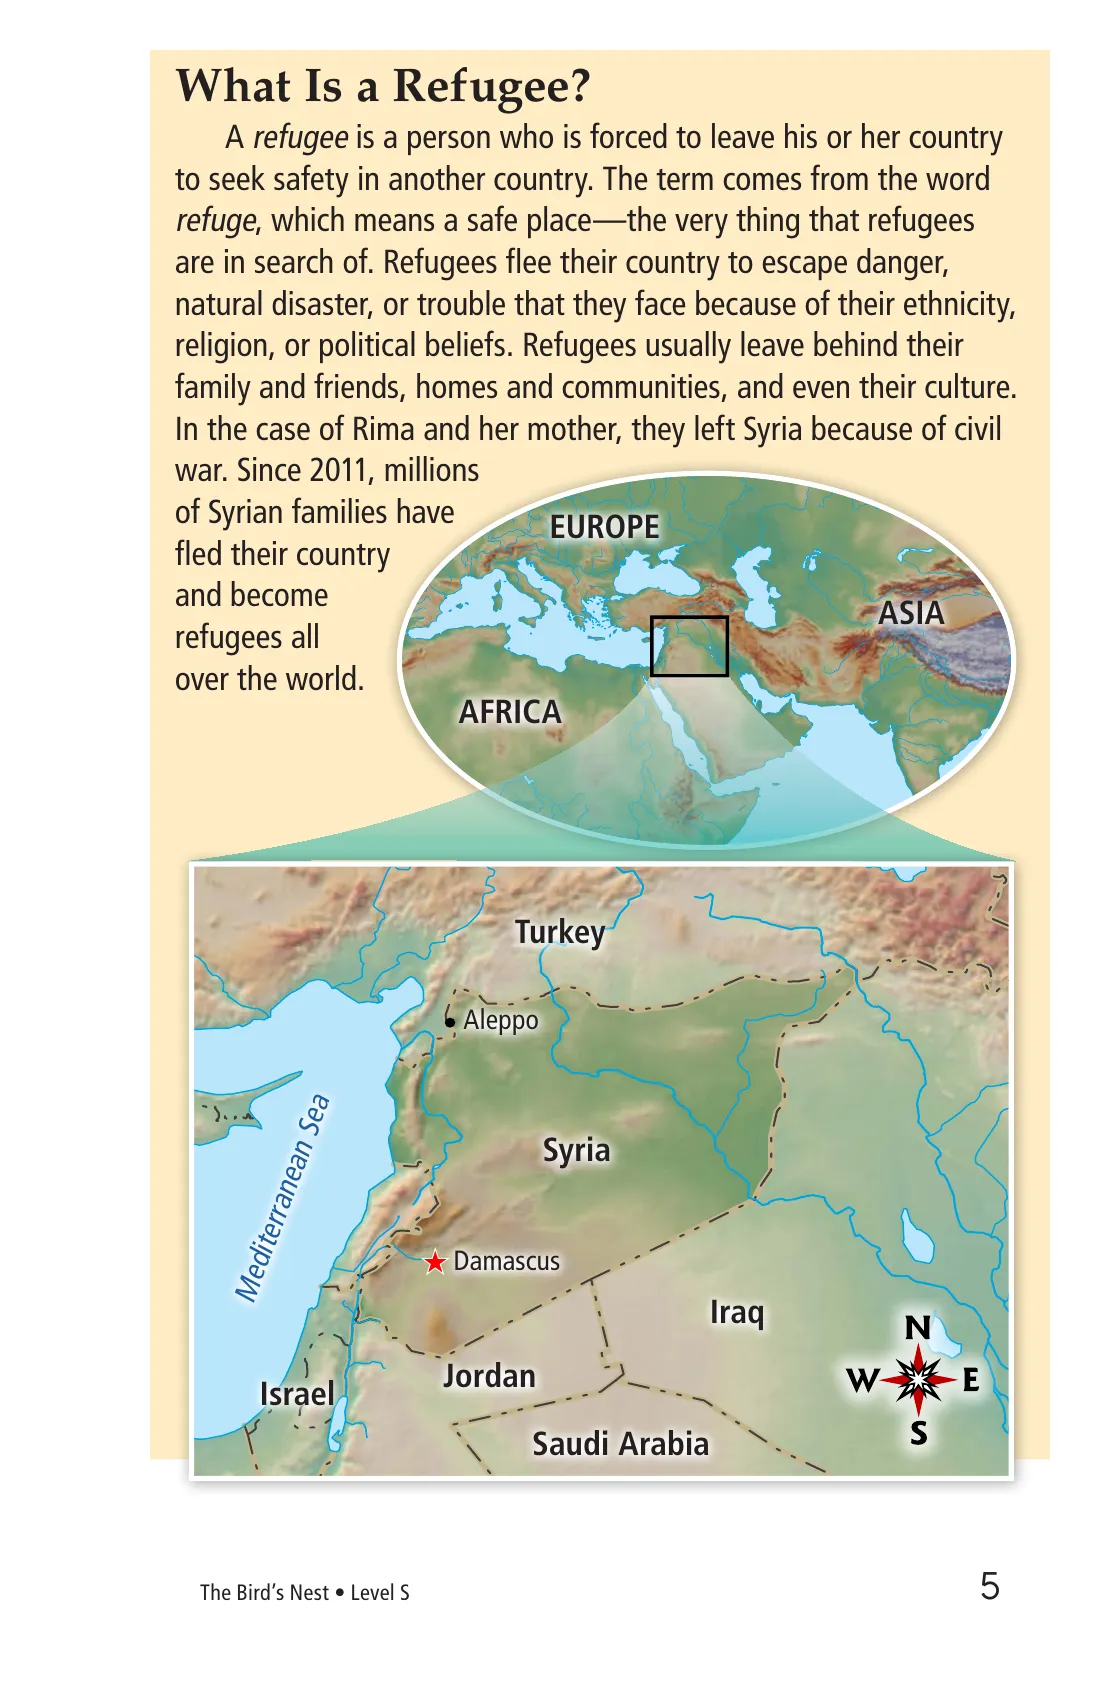 What Is a Refugee?
A refugee is a person who is forced to leave his or her country
to seek safety in another country. The term comes from the word
refuge, which means a safe place—the very thing that refugees
are in search of. Refugees flee their country to escape danger,
natural disaster, or trouble that they face because of their ethnicity,
religion, or political beliefs. Refugees usually leave behind their
family and friends, homes and communities, and even their culture.
In the case of Rima and her mother, they left Syria because of civil
war. Since 2011, millions
of Syrian families have
fled their country
and become
refugees all
over the world.
EUROPE
ASIA
AFRICA
Turkey
Aleppo
Mediterranean Sea
Syria
Damascus
Iraq
N
W E
S
Jordan
Israel
Saudi Arabia
The Bird's Nest • Level S
5